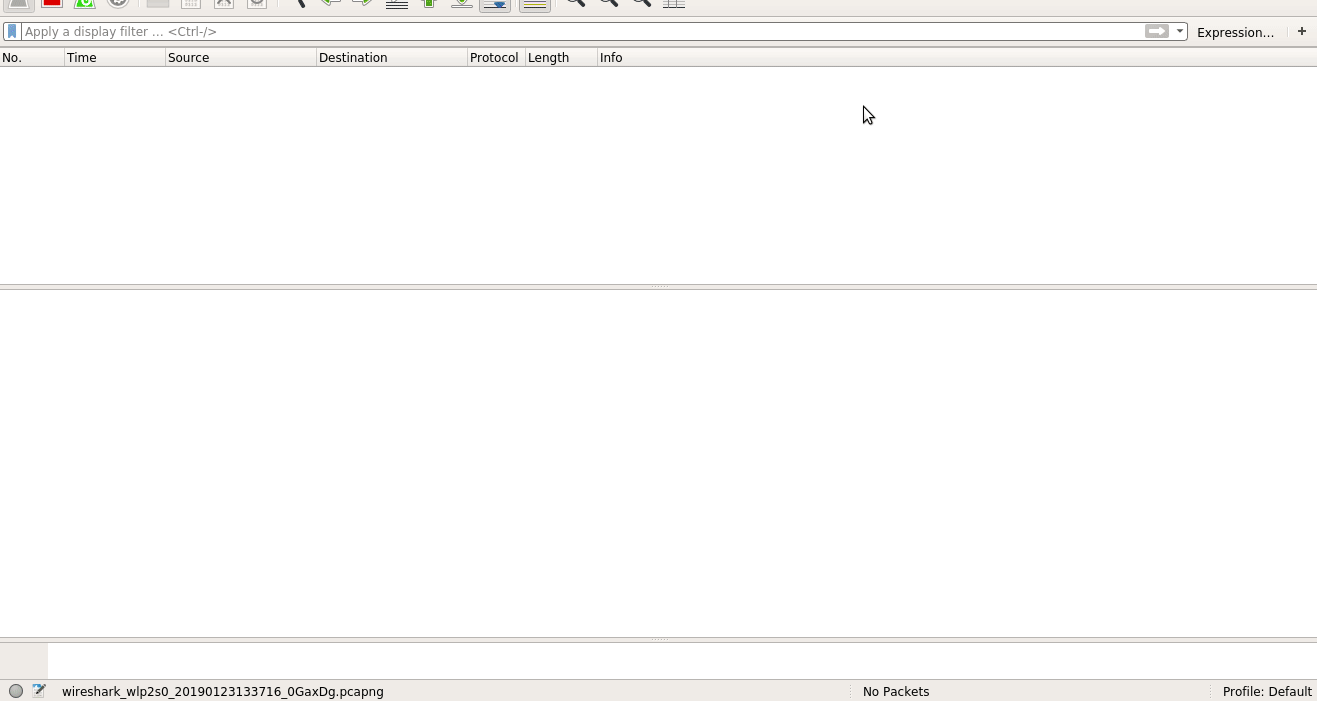 Apply a display filter ... <Ctrl-/> Expression... +
No. Time Source Destination Protocol Length Info
wireshark_wlp2s0_20190123133716_0GaxDg.pcapng No Packets Profile: Default